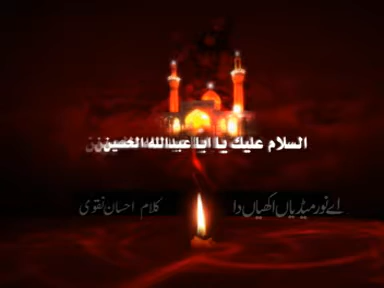 السلام عليك يا ابا عبدالله الحسين
اے نور میڈیاں اکھیاں دا کلام احسان نقوی